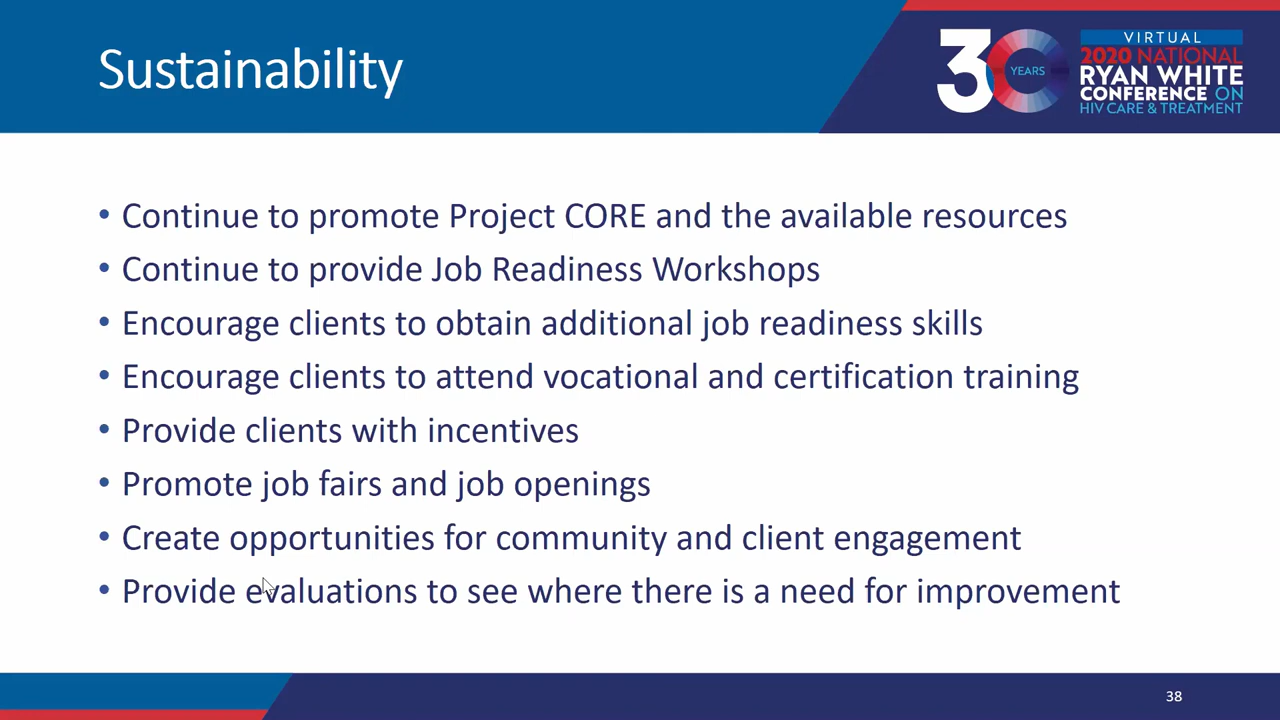 Sustainability
30
YEARS
VIRTUAL
2020 NATIONAL
RYAN WHITE
CONFERENCE ON
HIV CARE & TREATMENT
• Continue to promote Project CORE and the available resources
• Continue to provide Job Readiness Workshops
• Encourage clients to obtain additional job readiness skills
• Encourage clients to attend vocational and certification training
• Provide clients with incentives
• Promote job fairs and job openings
• Create opportunities for community and client engagement
• Provide evaluations to see where there is a need for improvement
38